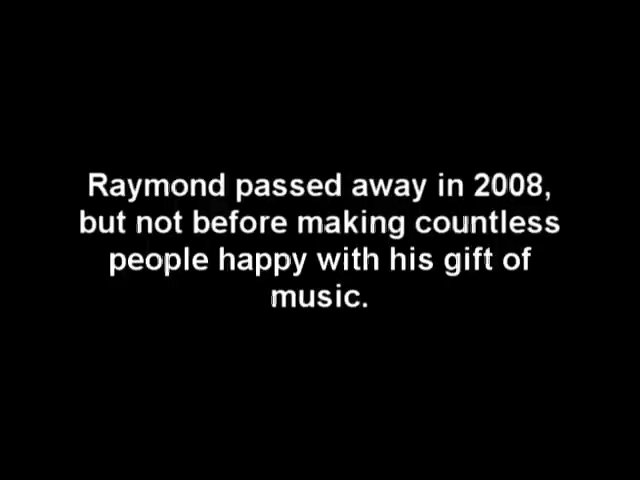 Raymond passed away in 2008,
but not before making countless
people happy with his gift of
music.